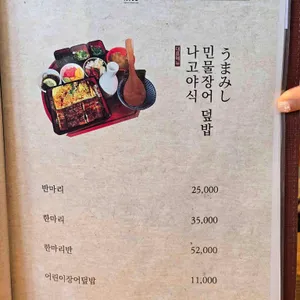 うまみし
민물장어 덮밥
나고야식
반마리 25,000
한마리 35,000
한마리반 52,000
어린이장어덮밥 11,000